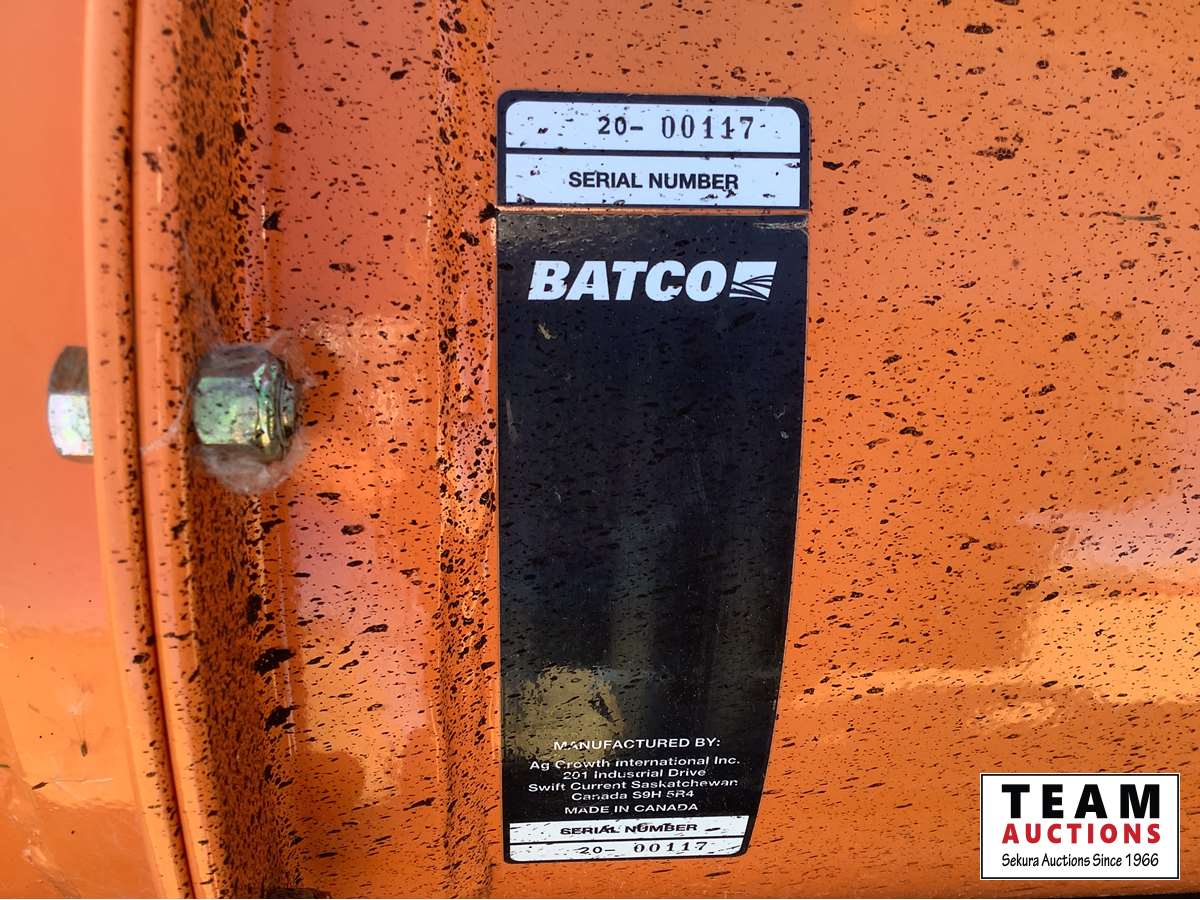 20- 00117
SERIAL NUMBER
BATCO
MANUFACTURED BY:
Ag Growth International Inc.
201 Industrial Drive
Swift Current Saskatchewan
Canada S9H 5R4
MADE IN CANADA
SERIAL NUMBER
20- 00117
TEAM
AUCTIONS
Sekura Auctions Since 1966